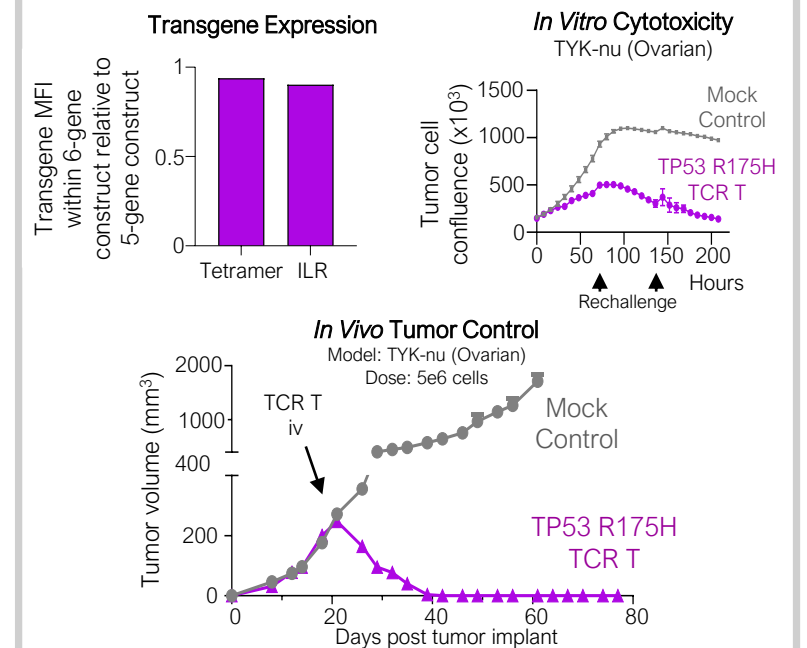 Transgene Expression
Transgene MFI
within 6-gene
construct relative to
5-gene construct
1
0.5
0
Tetramer ILR
In Vitro Cytotoxicity
TYK-nu (Ovarian)
Tumor cell
confluence (x10³)
1500
1000
500
0
Mock
Control
TP53 R175H
TCR T
0 50 100 150 200
Hours
Rechallenge
In Vivo Tumor Control
Model: TYK-nu (Ovarian)
Dose: 5e6 cells
Tumor volume (mm³)
2000
1000
400
200
0
TCR T
iv
Mock
Control
TP53 R175H
TCR T
0 20 40 60 80
Days post tumor implant